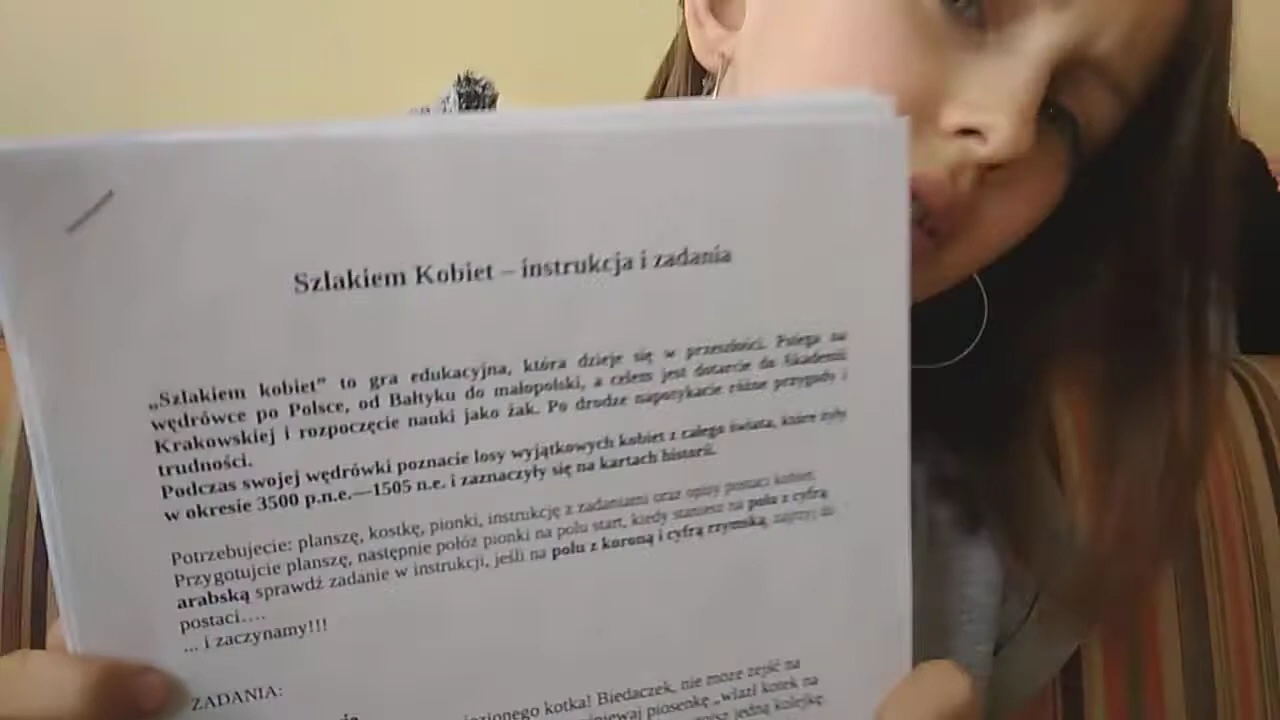 Szlakiem Kobiet – instrukcja i zadania
„Szlakiem kobiet” to gra edukacyjna, która dzieje się w przeszłości. Polega na
wędrówce po Polsce, od Bałtyku do małopolski, a celem jest dotarcie do Akademii
Krakowskiej i rozpoczęcie nauki jako żak. Po drodze napotykacie różne przygody i
trudności.
Podczas swojej wędrówki poznacie losy wyjątkowych kobiet z całego świata, które żyły
w okresie 3500 p.n.e.—1505 n.e. i zaznaczyły się na kartach historii.
Potrzebujecie: planszę, kostkę, pionki, instrukcję z zadaniami oraz opisy postaci kobiet.
Przygotujcie planszę, następnie połóż pionki na polu start, kiedy staniesz na polu z cyfrą
arabską sprawdź zadanie w instrukcji, jeśli na polu z koroną i cyfrą rzymską, zajrzyj do
postaci….
... i zaczynamy!!!
ZADANIA:
kotka! Biedaczek, nie może zejść na
piosenkę „wlazł kotek na
jedną kolejkę.